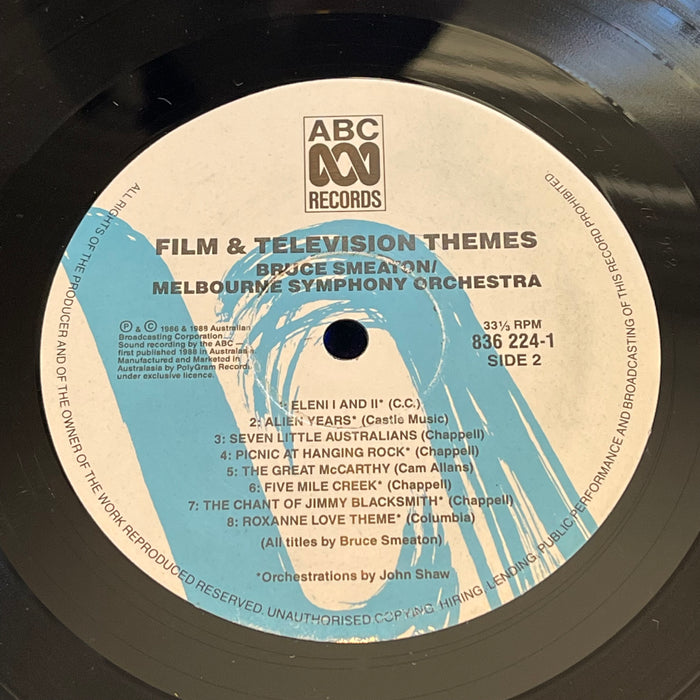 ABC
RECORDS
FILM & TELEVISION THEMES
BRUCE SMEATON/
MELBOURNE SYMPHONY ORCHESTRA
Ⓟ & © 1986 & 1989 Australian
Broadcasting Corporation
Sound recording by the ABC —
first published 1988 in Australasia
Manufactured and Marketed in
Australasia by PolyGram Records
under exclusive licence.
33⅓ RPM
836 224-1
SIDE 2
1: ELENI I AND II* (C.C.)
2: ALIEN YEARS* (Castle Music)
3: SEVEN LITTLE AUSTRALIANS (Chappell)
4: PICNIC AT HANGING ROCK* (Chappell)
5: THE GREAT McCARTHY (Cam Allans)
6: FIVE MILE CREEK* (Chappell)
7: THE CHANT OF JIMMY BLACKSMITH* (Chappell)
8: ROXANNE LOVE THEME* (Columbia)
(All titles by Bruce Smeaton)
*Orchestrations by John Shaw
ALL RIGHTS OF THE PRODUCER AND OF THE OWNER OF THE WORK REPRODUCED RESERVED. UNAUTHORISED COPYING, HIRING, LENDING, PUBLIC PERFORMANCE AND BROADCASTING OF THIS RECORD PROHIBITED